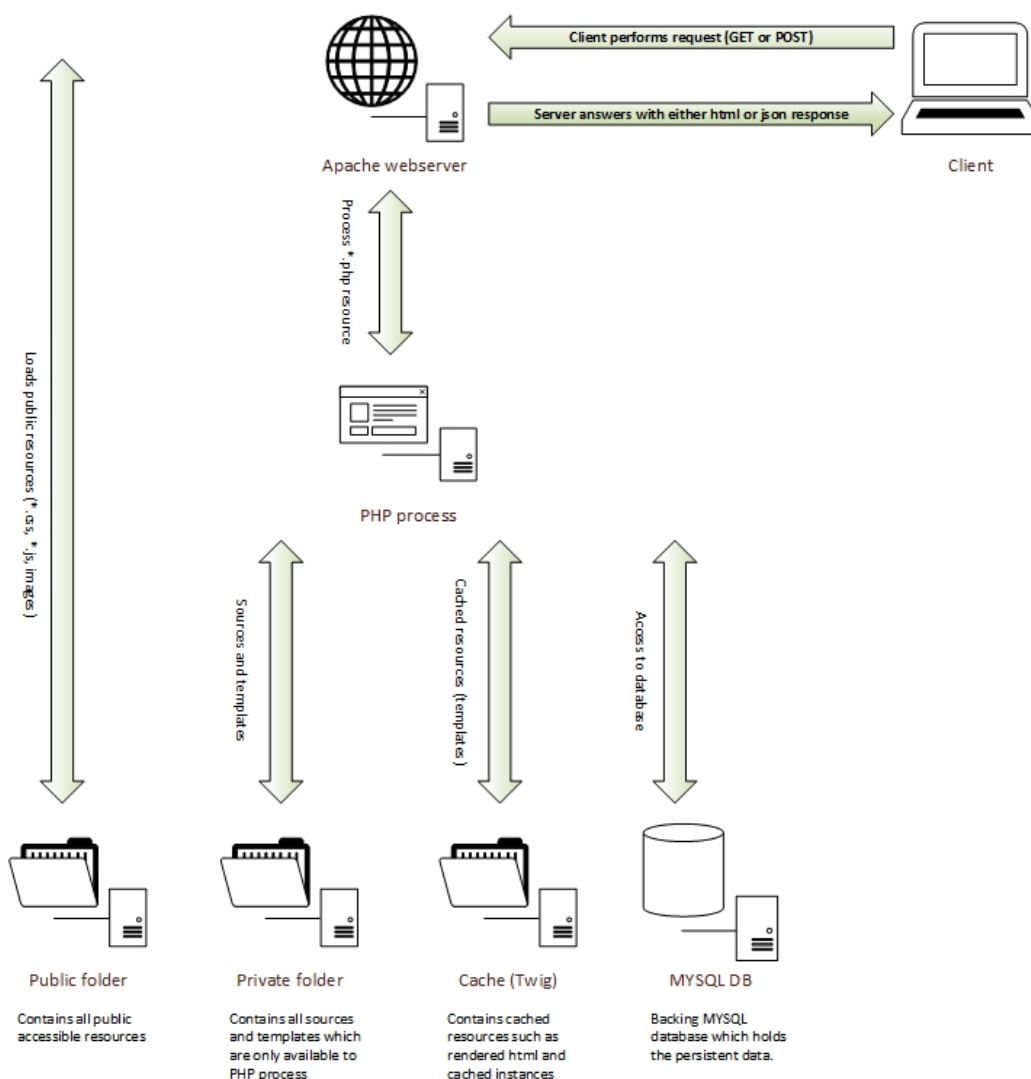 Client performs request (GET or POST)
Server answers with either html or json response
Apache webserver
Client
Process *.php resource
PHP process
Loads public resources (*.css, *.js, images)
Sources and templates
Cached resources (templates)
Access to database
Public folder
Contains all public
accessible resources
Private folder
Contains all sources
and templates which
are only available to
PHP process
Cache (Twig)
Contains cached
resources such as
rendered html and
cached instances
MYSQL DB
Backing MYSQL
database which holds
the persistent data.